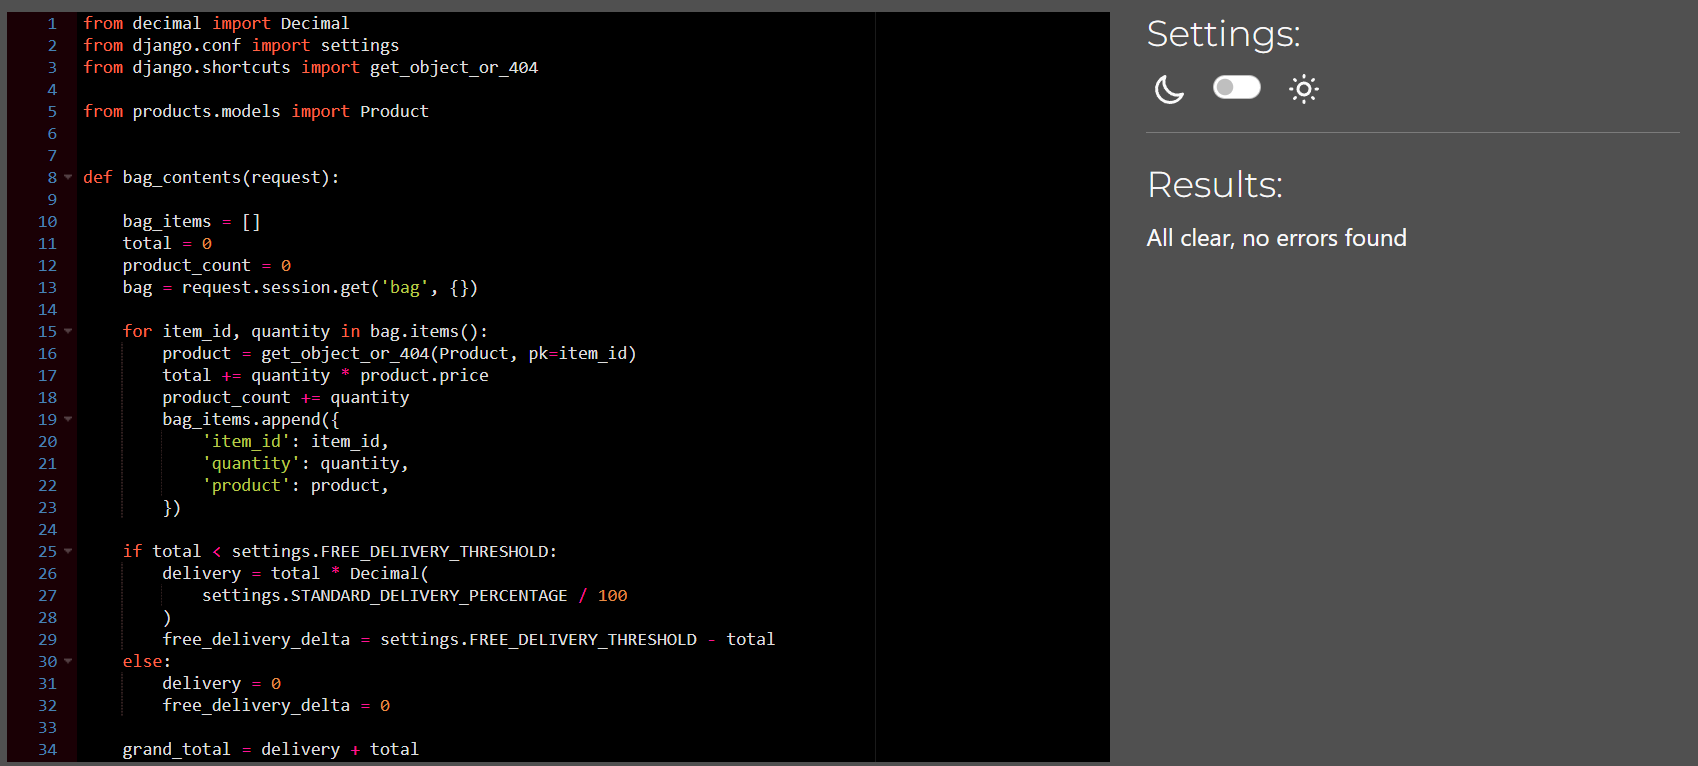 1 from decimal import Decimal
2 from django.conf import settings
3 from django.shortcuts import get_object_or_404
4
5 from products.models import Product
6
7
8 def bag_contents(request):
9
10     bag_items = []
11     total = 0
12     product_count = 0
13     bag = request.session.get('bag', {})
14
15     for item_id, quantity in bag.items():
16         product = get_object_or_404(Product, pk=item_id)
17         total += quantity * product.price
18         product_count += quantity
19         bag_items.append({
20             'item_id': item_id,
21             'quantity': quantity,
22             'product': product,
23         })
24
25     if total < settings.FREE_DELIVERY_THRESHOLD:
26         delivery = total * Decimal(
27             settings.STANDARD_DELIVERY_PERCENTAGE / 100
28         )
29         free_delivery_delta = settings.FREE_DELIVERY_THRESHOLD - total
30     else:
31         delivery = 0
32         free_delivery_delta = 0
33
34     grand_total = delivery + total
Settings:
Results:
All clear, no errors found